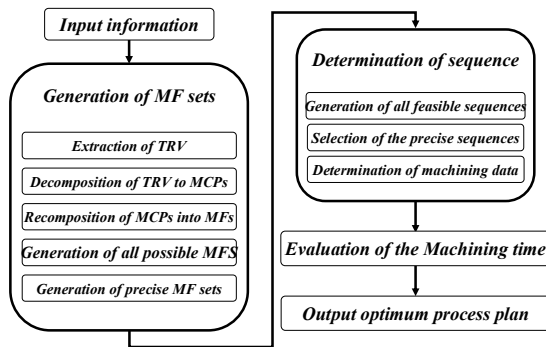 Input information
Generation of MF sets
Extraction of TRV
Decomposition of TRV to MCPs
Recomposition of MCPs into MFs
Generation of all possible MFS
Generation of precise MF sets
Determination of sequence
Generation of all feasible sequences
Selection of the precise sequences
Determination of machining data
Evaluation of the Machining time
Output optimum process plan